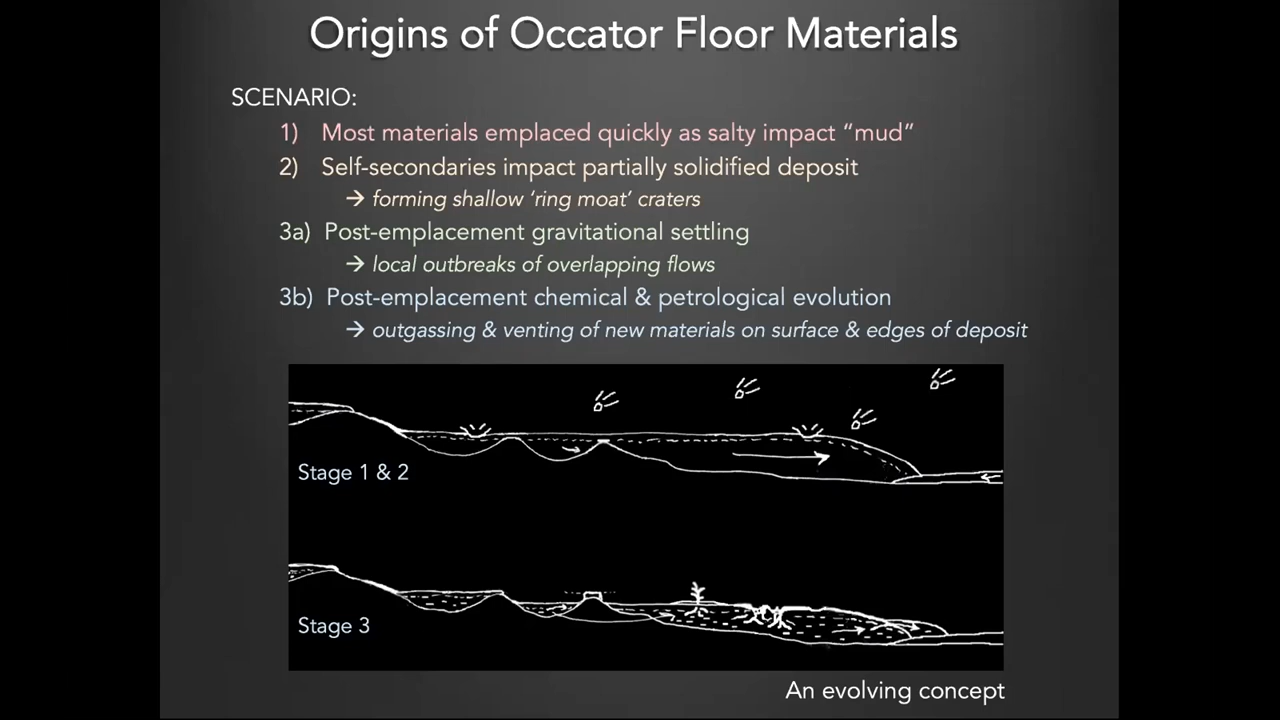 Origins of Occator Floor Materials
SCENARIO:
1) Most materials emplaced quickly as salty impact “mud”
2) Self-secondaries impact partially solidified deposit
→ forming shallow ‘ring moat’ craters
3a) Post-emplacement gravitational settling
→ local outbreaks of overlapping flows
3b) Post-emplacement chemical & petrological evolution
→ outgassing & venting of new materials on surface & edges of deposit
Stage 1 & 2
Stage 3
An evolving concept